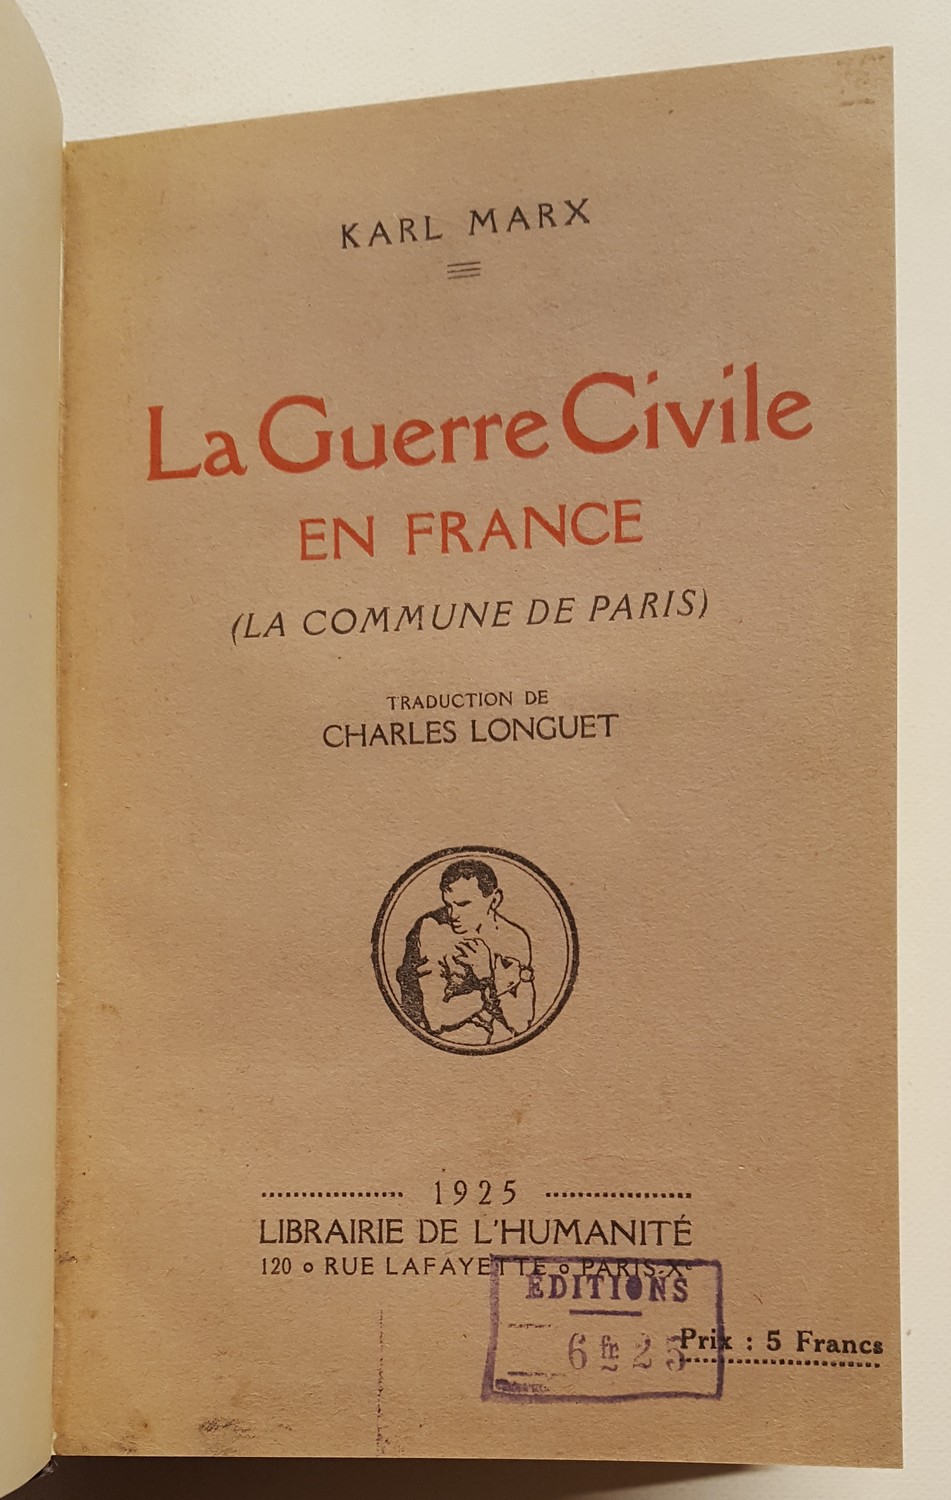 KARL MARX
La Guerre Civile
EN FRANCE
(LA COMMUNE DE PARIS)
TRADUCTION DE
CHARLES LONGUET
1925
LIBRAIRIE DE L'HUMANITÉ
120 o RUE LAFAYETTE o PARIS-Xᵉ
ÉDITIONS
6 fr 25
Prix : 5 Francs